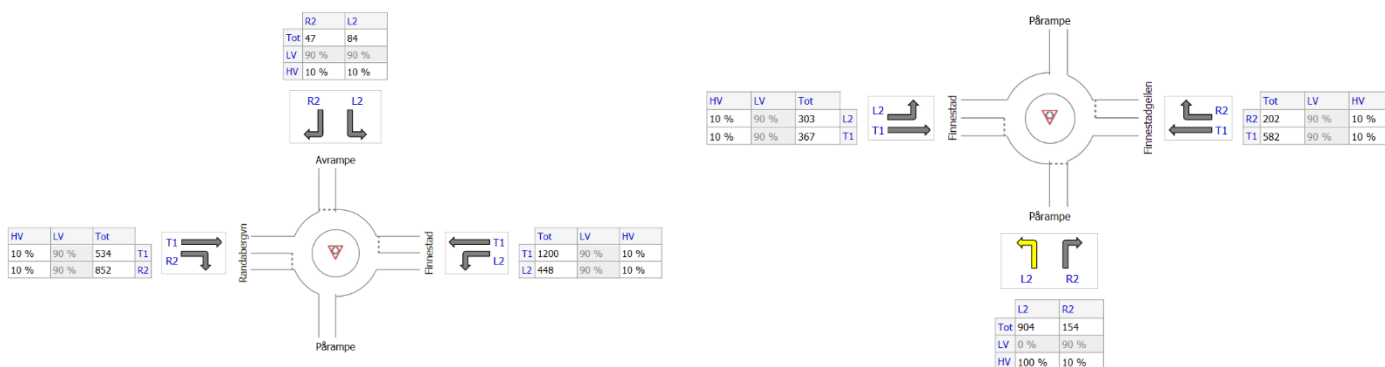 R2 L2
Tot 47 84
LV 90 % 90 %
HV 10 % 10 %
R2 L2
Avrampe
HV LV Tot
10 % 90 % 534 T1
10 % 90 % 852 R2
T1
R2
Randabergvn
Finnestad
T1
L2
Tot LV HV
T1 1200 90 % 10 %
L2 448 90 % 10 %
Pårampe
Pårampe
HV LV Tot
10 % 90 % 303 L2
10 % 90 % 367 T1
L2
T1
Finnestad
Finnestadgeilen
R2
T1
Tot LV HV
R2 202 90 % 10 %
T1 582 90 % 10 %
Pårampe
L2 R2
L2 R2
Tot 904 154
LV 0 % 90 %
HV 100 % 10 %